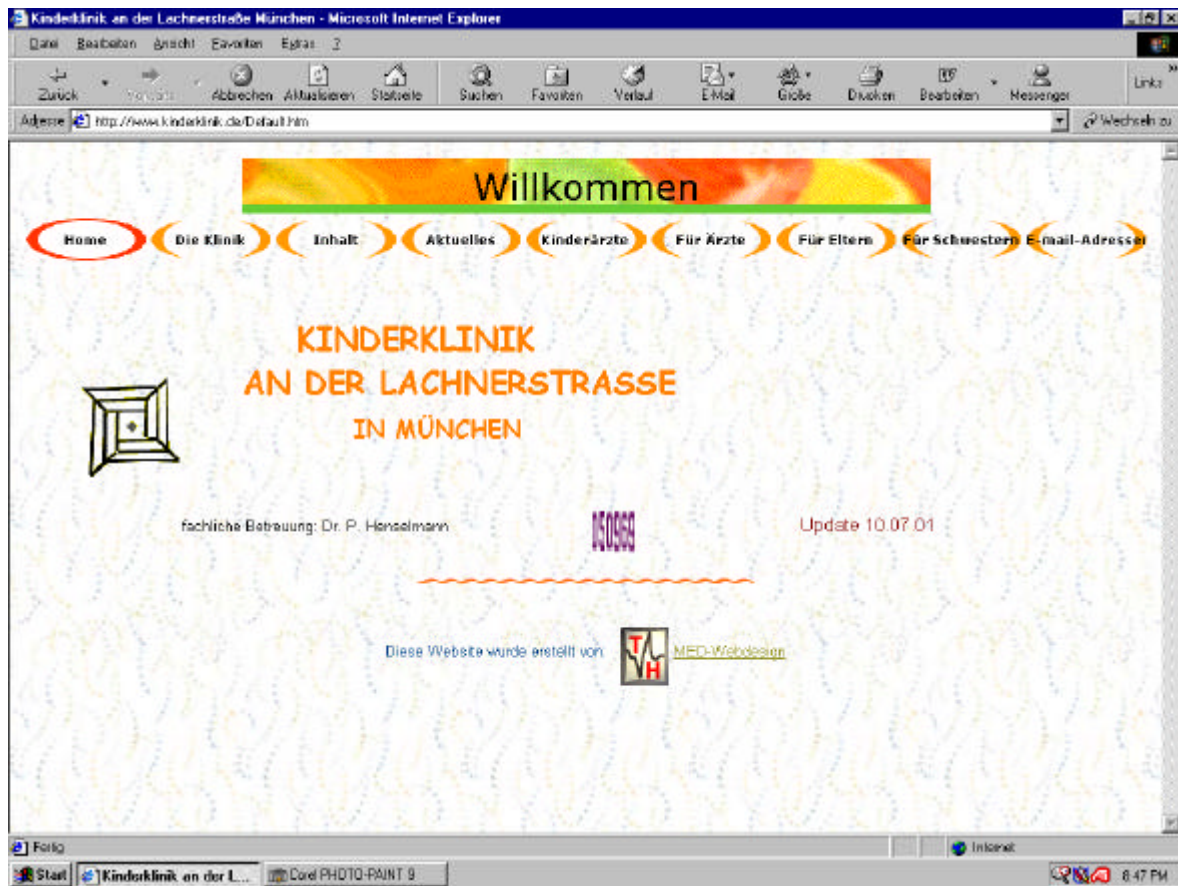 Kinderklinik an der Lachnerstraße München - Microsoft Internet Explorer
Datei Bearbeiten Ansicht Favoriten Extras ?
Zurück Vorwärts Abbrechen Aktualisieren Startseite Suchen Favoriten Verlauf E-Mail Größe Drucken Bearbeiten Messenger Links
Adresse http://www.kinderklinik.de/Default.htm Wechseln zu
Willkommen
Home Die Klinik Inhalt Aktuelles Kinderärzte Für Ärzte Für Eltern Für Schwestern E-mail-Adressen
KINDERKLINIK
AN DER LACHNERSTRASSE
IN MÜNCHEN
fachliche Betreuung: Dr. P. Henselmann 050969 Update 10.07.01
Diese Website wurde erstellt von T H MED-Webdesign
Fertig Internet
Start Kinderklinik an der L... Corel PHOTO-PAINT 9 8:47 PM